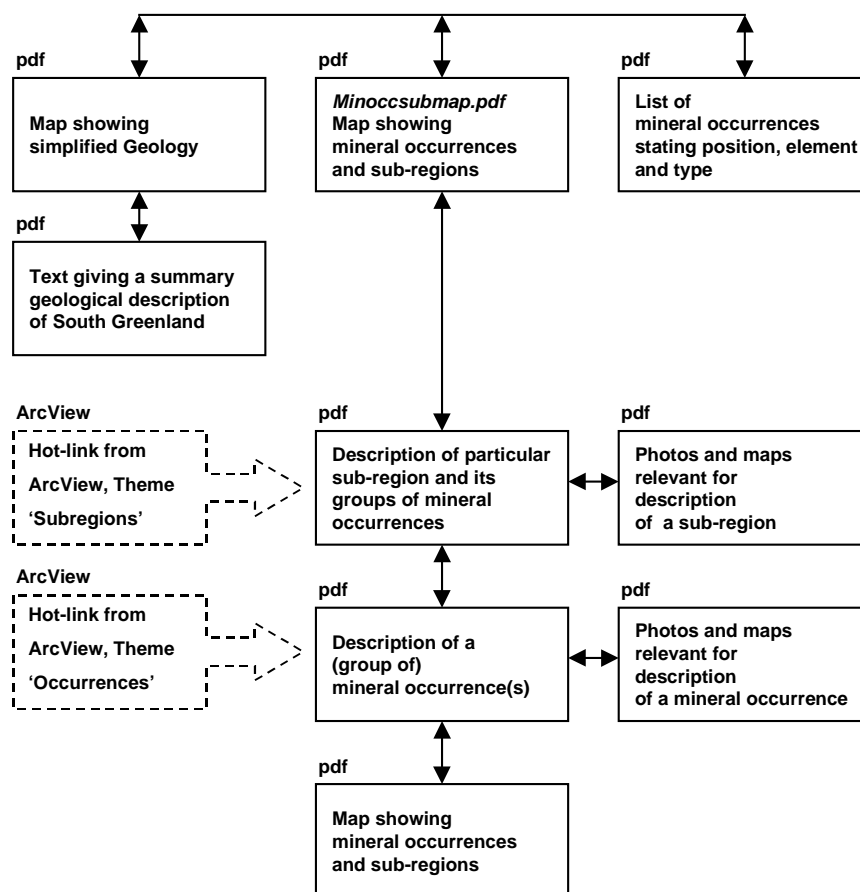 pdf
Map showing
simplified Geology
pdf
Minoccsubmap.pdf
Map showing
mineral occurrences
and sub-regions
pdf
List of
mineral occurrences
stating position, element
and type
pdf
Text giving a summary
geological description
of South Greenland
ArcView
Hot-link from
ArcView, Theme
‘Subregions’
pdf
Description of particular
sub-region and its
groups of mineral
occurrences
pdf
Photos and maps
relevant for
description
of a sub-region
ArcView
Hot-link from
ArcView, Theme
‘Occurrences’
pdf
Description of a
(group of)
mineral occurrence(s)
pdf
Photos and maps
relevant for
description
of a mineral occurrence
pdf
Map showing
mineral occurrences
and sub-regions